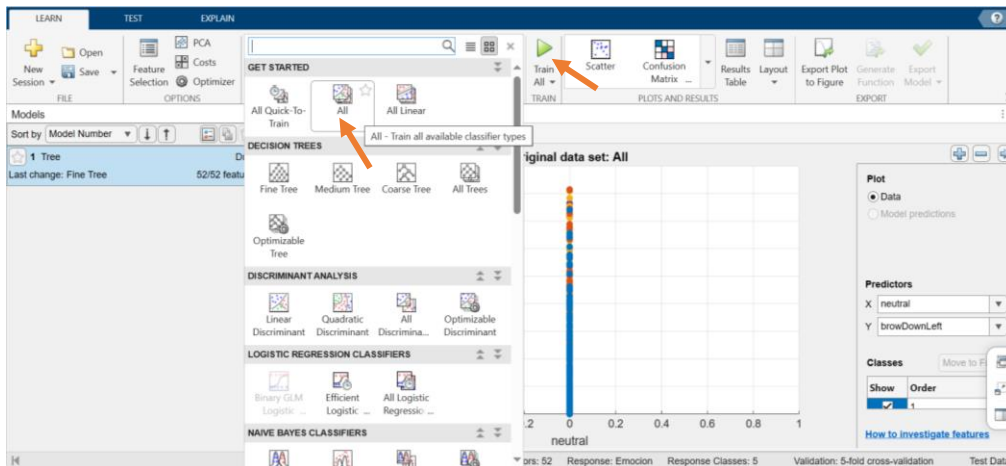 LEARN TEST EXPLAIN
New Session
Open
Save
FILE
Feature Selection
PCA
Costs
Optimizer
OPTIONS
GET STARTED
All Quick-To-Train
All
All Linear
All - Train all available classifier types
DECISION TREES
Fine Tree
Medium Tree
Coarse Tree
All Trees
Optimizable Tree
DISCRIMINANT ANALYSIS
Linear Discriminant
Quadratic Discriminant
All Discrimina...
Optimizable Discriminant
LOGISTIC REGRESSION CLASSIFIERS
Binary GLM Logistic ...
Efficient Logistic ...
All Logistic Regressio ...
NAIVE BAYES CLASSIFIERS
Train All
TRAIN
Scatter
Confusion Matrix ...
Results Table
Layout
PLOTS AND RESULTS
Export Plot to Figure
Generate Function
Export Model
EXPORT
Models
Sort by Model Number
1 Tree
Last change: Fine Tree 52/52 featu
riginal data set: All
.2 0 0.2 0.4 0.6 0.8 1
neutral
Plot
Data
Model predictions
Predictors
X neutral
Y browDownLeft
Classes Move to F
Show Order
1
How to investigate features
ors: 52 Response: Emocion Response Classes: 5 Validation: 5-fold cross-validation Test Data